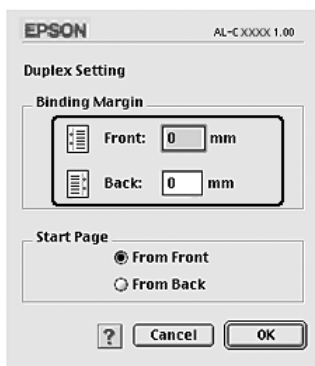 EPSON AL-CXXXX 1.00
Duplex Setting
Binding Margin
Front: 0 mm
Back: 0 mm
Start Page
From Front
From Back
? Cancel OK